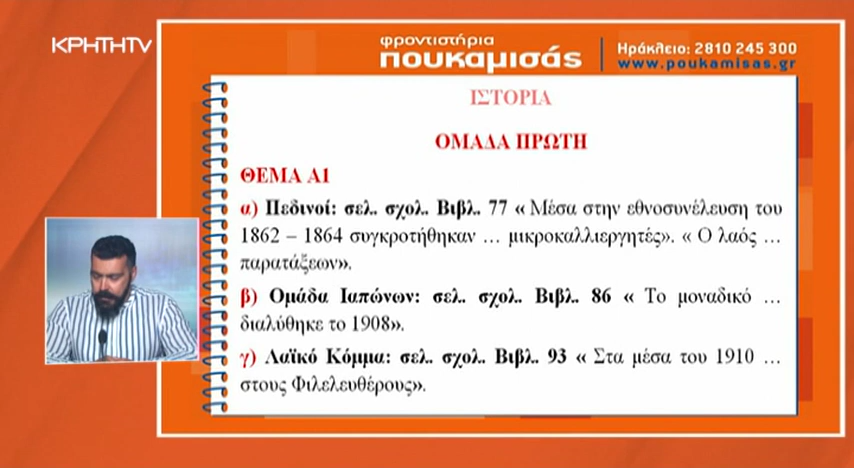 ΚΡΗΤΗTV
φροντιστήρια
πουκαμισάς
Ηράκλειο: 2810 245 300
www.poukamisas.gr
ΙΣΤΟΡΙΑ
ΟΜΑΔΑ ΠΡΩΤΗ
ΘΕΜΑ Α1
α) Πεδινοί: σελ. σχολ. Βιβλ. 77 « Μέσα στην εθνοσυνέλευση του
1862 – 1864 συγκροτήθηκαν … μικροκαλλιεργητές». « Ο λαός …
παρατάξεων».
β) Ομάδα Ιαπώνων: σελ. σχολ. Βιβλ. 86 « Το μοναδικό …
διαλύθηκε το 1908».
γ) Λαϊκό Κόμμα: σελ. σχολ. Βιβλ. 93 « Στα μέσα του 1910 …
στους Φιλελευθέρους».